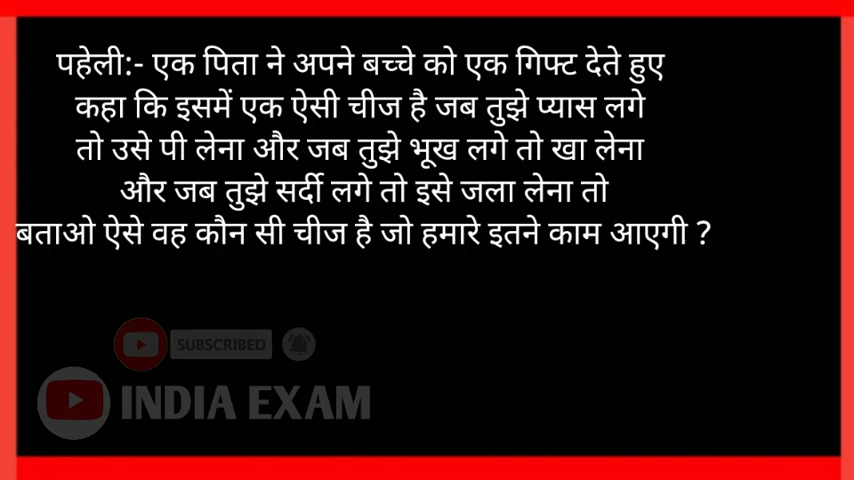 पहेली:- एक पिता ने अपने बच्चे को एक गिफ्ट देते हुए
कहा कि इसमें एक ऐसी चीज है जब तुझे प्यास लगे
तो उसे पी लेना और जब तुझे भूख लगे तो खा लेना
और जब तुझे सर्दी लगे तो इसे जला लेना तो
बताओ ऐसे वह कौन सी चीज है जो हमारे इतने काम आएगी ?
SUBSCRIBED
INDIA EXAM